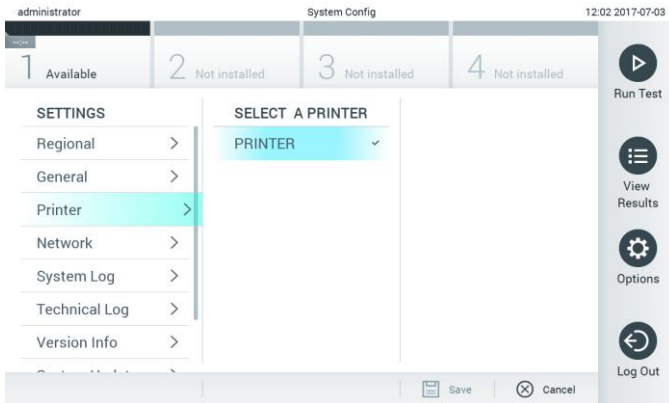 administrator
System Config
12:02 2017-07-03
1 Available
2 Not installed
3 Not installed
4 Not installed
SETTINGS
Regional
General
Printer
Network
System Log
Technical Log
Version Info
SELECT A PRINTER
PRINTER
Run Test
View
Results
Options
Log Out
Save
Cancel